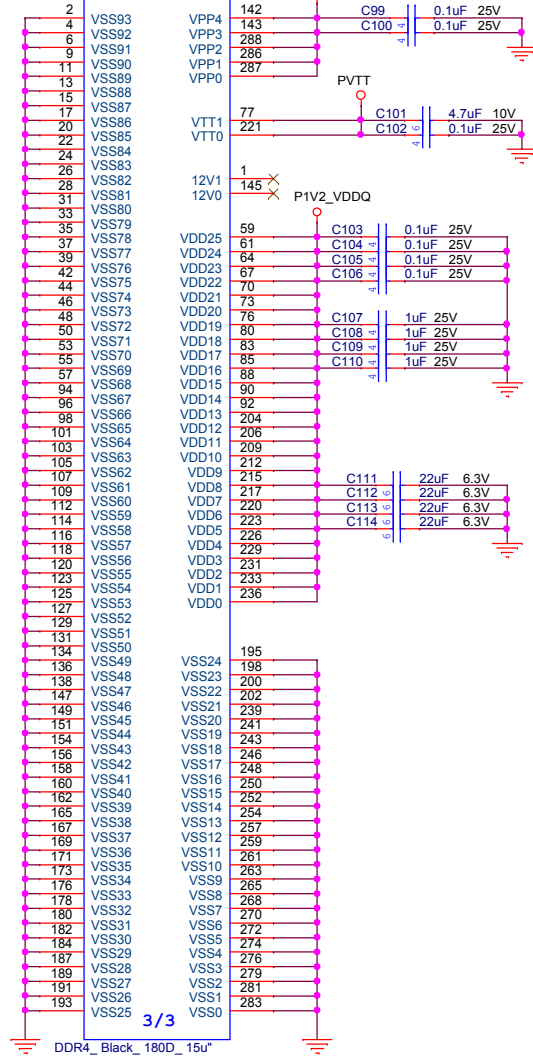 2 VSS93
4 VSS92
6 VSS91
9 VSS90
11 VSS89
13 VSS88
15 VSS87
17 VSS86
20 VSS85
22 VSS84
24 VSS83
26 VSS82
28 VSS81
31 VSS80
33 VSS79
35 VSS78
37 VSS77
39 VSS76
42 VSS75
44 VSS74
46 VSS73
48 VSS72
50 VSS71
53 VSS70
55 VSS69
57 VSS68
94 VSS67
96 VSS66
98 VSS65
101 VSS64
103 VSS63
105 VSS62
107 VSS61
109 VSS60
112 VSS59
114 VSS58
116 VSS57
118 VSS56
120 VSS55
123 VSS54
125 VSS53
127 VSS52
129 VSS51
131 VSS50
134 VSS49
136 VSS48
138 VSS47
147 VSS46
149 VSS45
151 VSS44
154 VSS43
156 VSS42
158 VSS41
160 VSS40
162 VSS39
165 VSS38
167 VSS37
169 VSS36
171 VSS35
173 VSS34
176 VSS33
178 VSS32
180 VSS31
182 VSS30
184 VSS29
187 VSS28
189 VSS27
191 VSS26
193 VSS25
VPP4 142
VPP3 143
VPP2 288
VPP1 286
VPP0 287
C99 0.1uF 25V
C100 4 0.1uF 25V
PVTT
VTT1 77 C101 6 4.7uF 10V
VTT0 221 C102 4 0.1uF 25V
12V1 1
12V0 145
P1V2_VDDQ
VDD25 59 C103 4 0.1uF 25V
VDD24 61 C104 4 0.1uF 25V
VDD23 64 C105 4 0.1uF 25V
VDD22 67 C106 4 0.1uF 25V
VDD21 70
VDD20 73
VDD19 76 C107 4 1uF 25V
VDD18 80 C108 4 1uF 25V
VDD17 83 C109 4 1uF 25V
VDD16 85 C110 4 1uF 25V
VDD15 88
VDD14 90
VDD13 92
VDD12 204
VDD11 206
VDD10 209
VDD9 212
VDD8 215 C111 6 22uF 6.3V
VDD7 217 C112 6 22uF 6.3V
VDD6 220 C113 6 22uF 6.3V
VDD5 223 C114 6 22uF 6.3V
VDD4 226
VDD3 229
VDD2 231
VDD1 233
VDD0 236
VSS24 195
VSS23 198
VSS22 200
VSS21 202
VSS20 239
VSS19 241
VSS18 243
VSS17 246
VSS16 248
VSS15 250
VSS14 252
VSS13 254
VSS12 257
VSS11 259
VSS10 261
VSS9 263
VSS8 265
VSS7 268
VSS6 270
VSS5 272
VSS4 274
VSS3 276
VSS2 279
VSS1 281
VSS0 283
3/3
DDR4_Black_180D_15u"